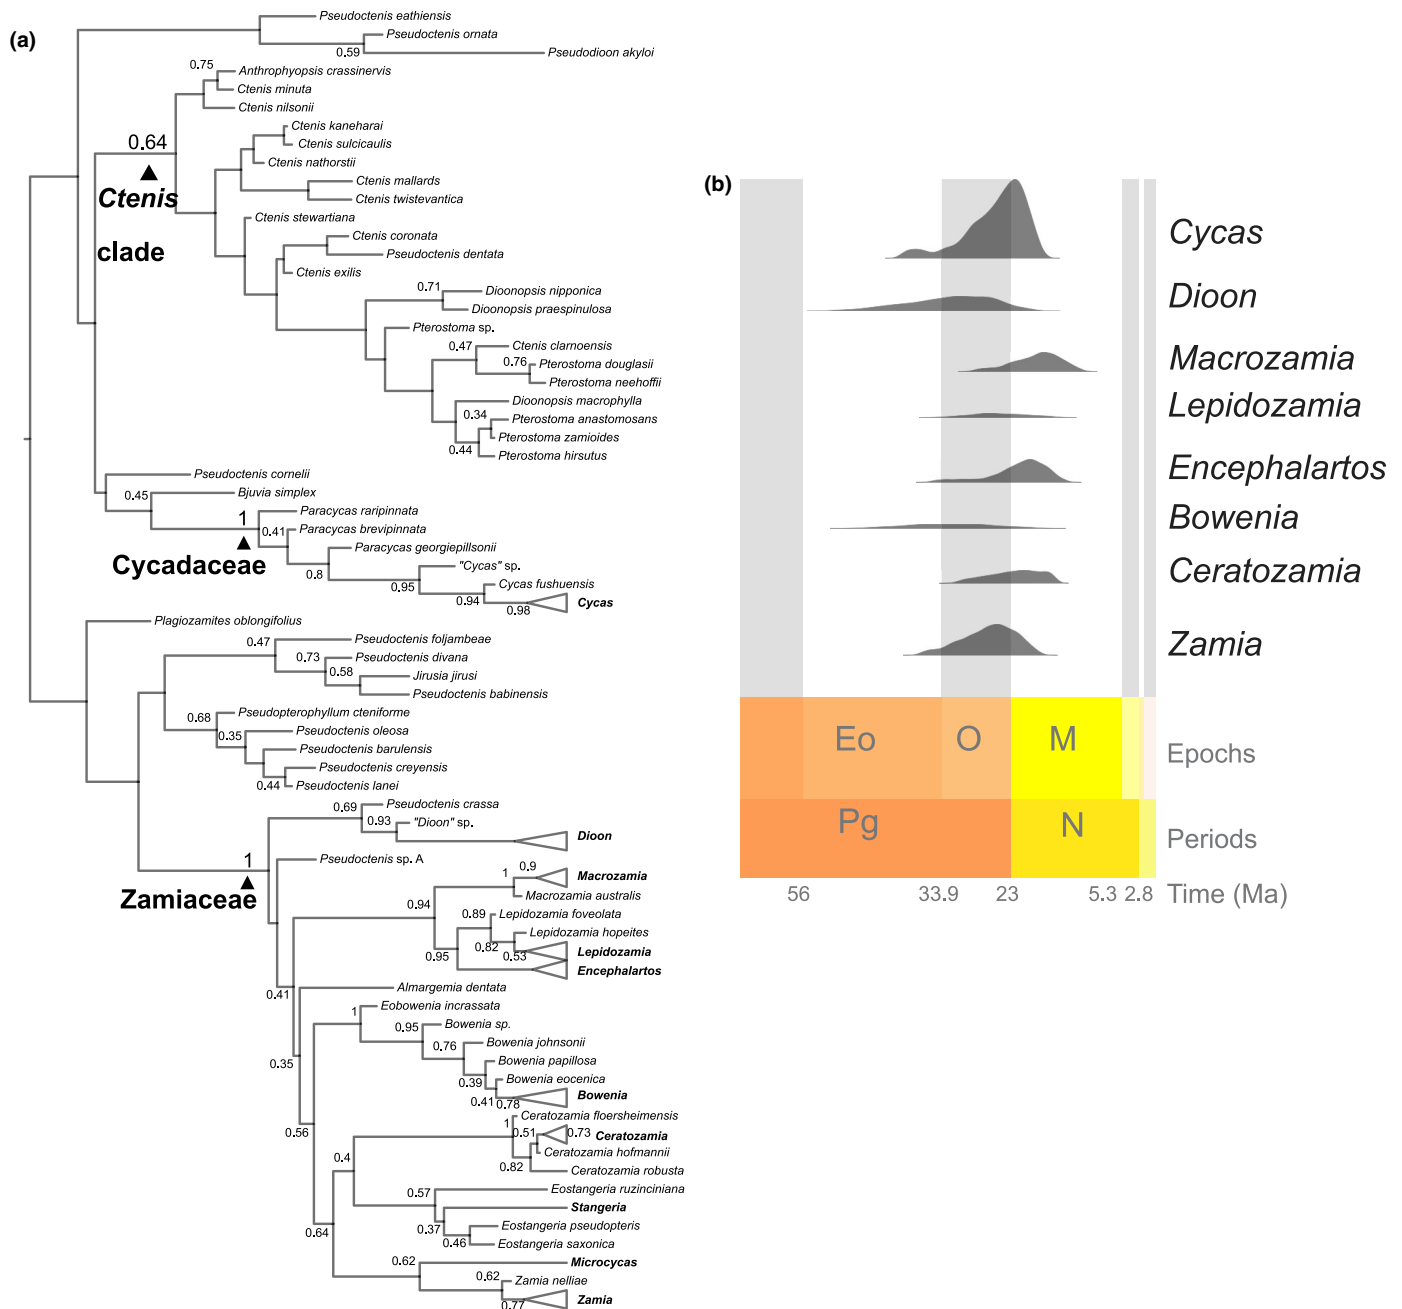 (a)
Pseudoctenis eathiensis
Pseudoctenis ornata
0.59
Pseudodioon akyloi
0.75
Anthrophyopsis crassinervis
Ctenis minuta
Ctenis nilsonii
0.64
Ctenis
clade
Ctenis kaneharai
Ctenis sulcicaulis
Ctenis nathorstii
Ctenis mallards
Ctenis twistevantica
Ctenis stewartiana
Ctenis coronata
Pseudoctenis dentata
Ctenis exilis
0.71
Dioonopsis nipponica
Dioonopsis praespinulosa
Pterostoma sp.
0.47
Ctenis clarnoensis
0.76
Pterostoma douglasii
Pterostoma neehoffii
Dioonopsis macrophylla
0.34
Pterostoma anastomosans
Pterostoma zamioides
0.44
Pterostoma hirsutus
Pseudoctenis cornelii
0.45
Bjuvia simplex
1
Cycadaceae
Paracycas raripinnata
0.41
Paracycas brevipinnata
Paracycas georgiepillsonii
0.8
"Cycas" sp.
0.95
Cycas fushuensis
0.94
0.98
Cycas
Plagiozamites oblongifolius
0.47
Pseudoctenis foljambeae
0.73
Pseudoctenis divana
0.58
Jirusia jirusi
Pseudoctenis babinensis
0.68
Pseudopterophyllum cteniforme
0.35
Pseudoctenis oleosa
Pseudoctenis barulensis
Pseudoctenis creyensis
0.44
Pseudoctenis lanei
0.69
Pseudoctenis crassa
0.93
"Dioon" sp.
Dioon
1
Zamiaceae
Pseudoctenis sp. A
0.9
1
Macrozamia
Macrozamia australis
0.94
0.89
Lepidozamia foveolata
Lepidozamia hopeites
0.82
0.53
Lepidozamia
0.95
Encephalartos
0.41
Almargemia dentata
Eobowenia incrassata
1
0.95
Bowenia sp.
0.76
Bowenia johnsonii
Bowenia papillosa
0.39
Bowenia eocenica
0.41
0.78
Bowenia
0.35
Ceratozamia floersheimensis
1
0.51
0.73
Ceratozamia
0.56
Ceratozamia hofmannii
0.4
0.82
Ceratozamia robusta
0.57
Eostangeria ruzinciniana
Stangeria
0.37
Eostangeria pseudopteris
0.46
Eostangeria saxonica
0.64
0.62
Microcycas
0.62
Zamia nelliae
0.77
Zamia
(b)
Cycas
Dioon
Macrozamia
Lepidozamia
Encephalartos
Bowenia
Ceratozamia
Zamia
Eo O M Epochs
Pg N Periods
56 33.9 23 5.3 2.8 Time (Ma)